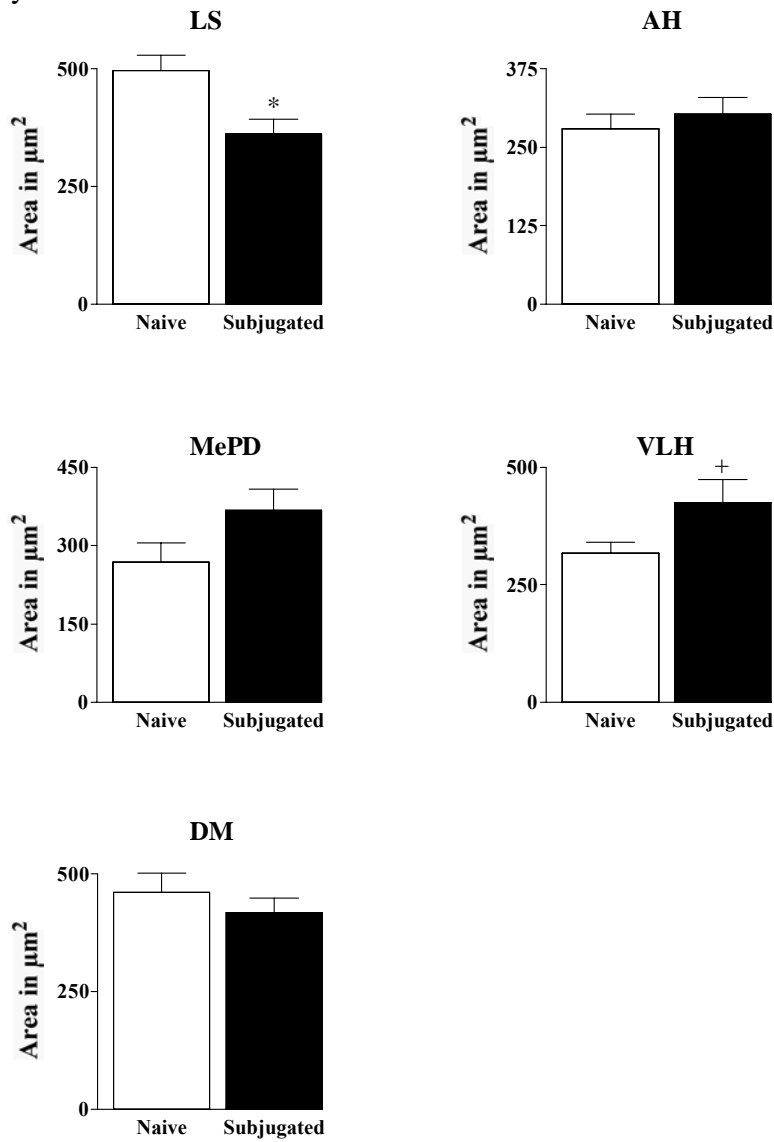 y
LS
500
250
0
Area in µm²
*
Naive
Subjugated
AH
375
250
125
0
Area in µm²
Naive
Subjugated
MePD
450
300
150
0
Area in µm²
Naive
Subjugated
VLH
500
250
0
Area in µm²
+
Naive
Subjugated
DM
500
250
0
Area in µm²
Naive
Subjugated